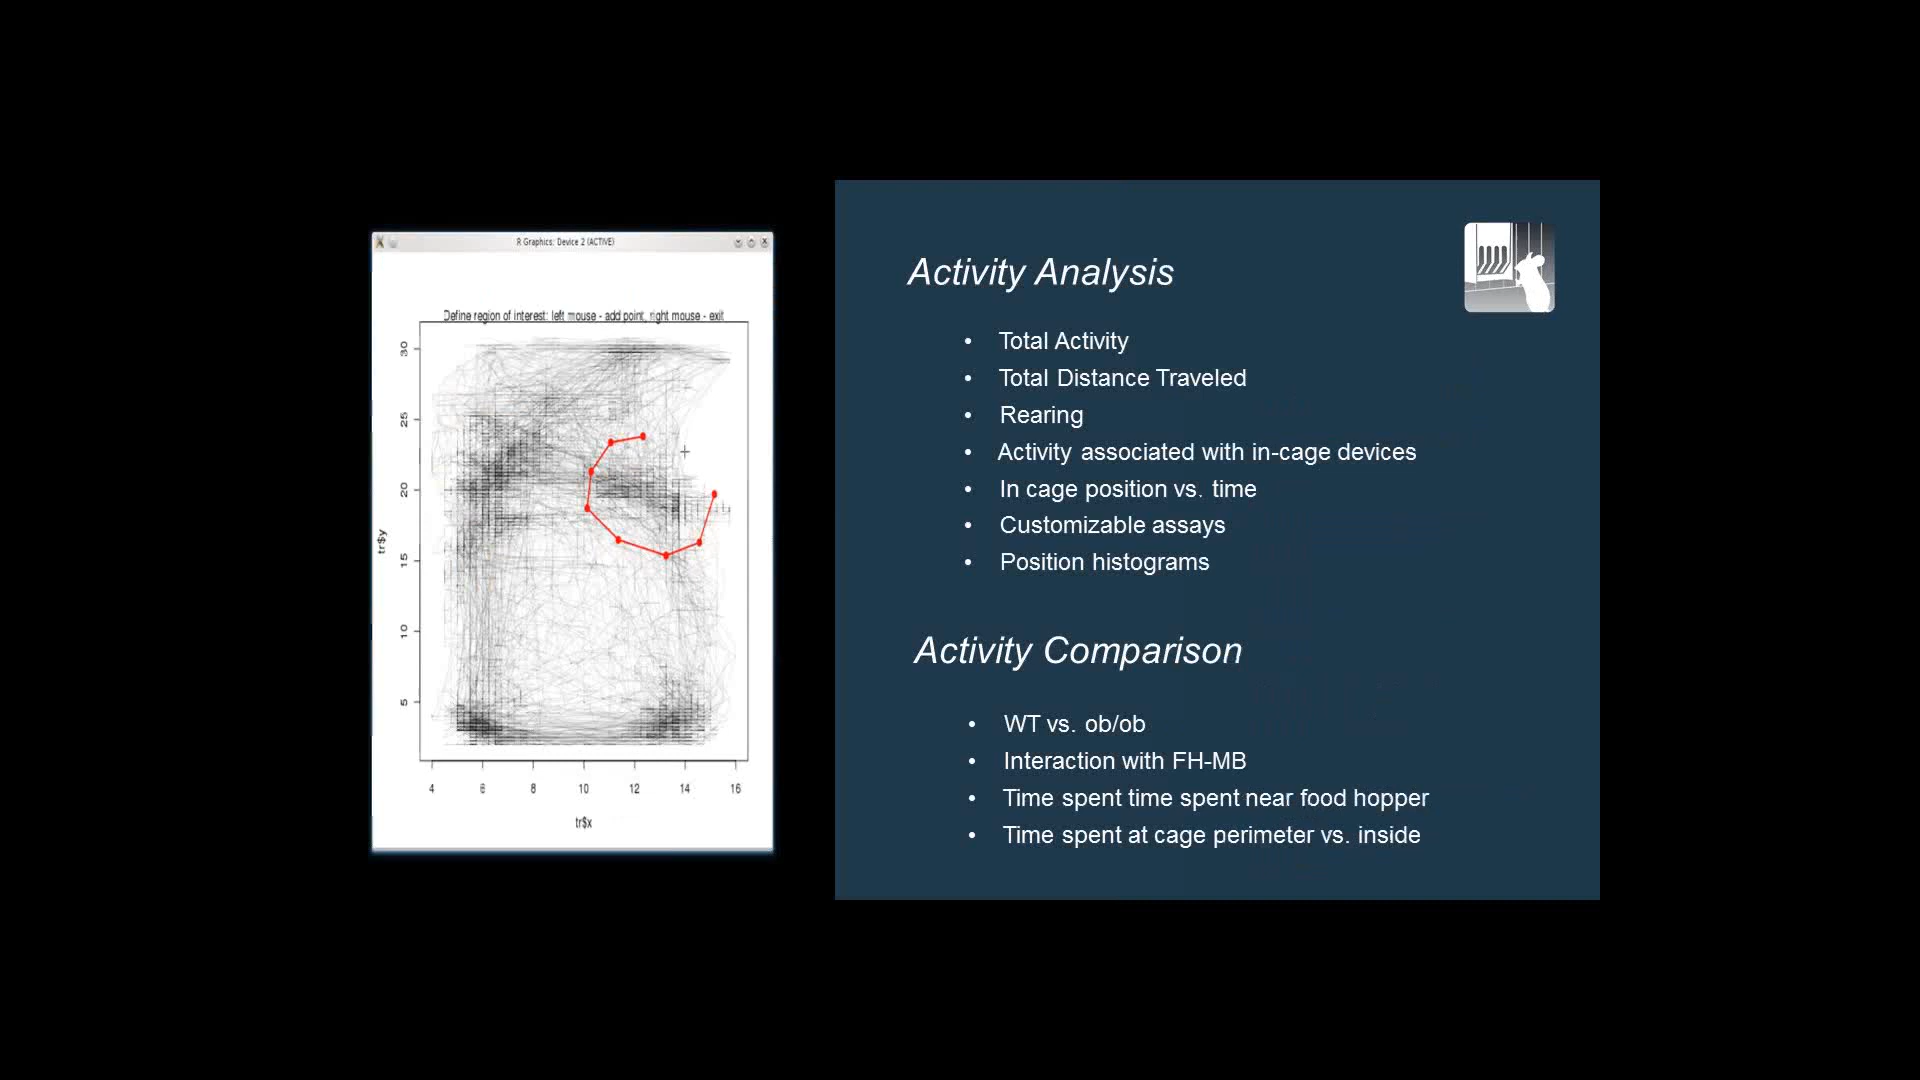 R Graphics: Device 2 (ACTIVE)
Define region of interest: left mouse - add point, right mouse - exit
30
25
20
15
10
5
tr$y
4 6 8 10 12 14 16
tr$x
Activity Analysis
• Total Activity
• Total Distance Traveled
• Rearing
• Activity associated with in-cage devices
• In cage position vs. time
• Customizable assays
• Position histograms
Activity Comparison
• WT vs. ob/ob
• Interaction with FH-MB
• Time spent time spent near food hopper
• Time spent at cage perimeter vs. inside